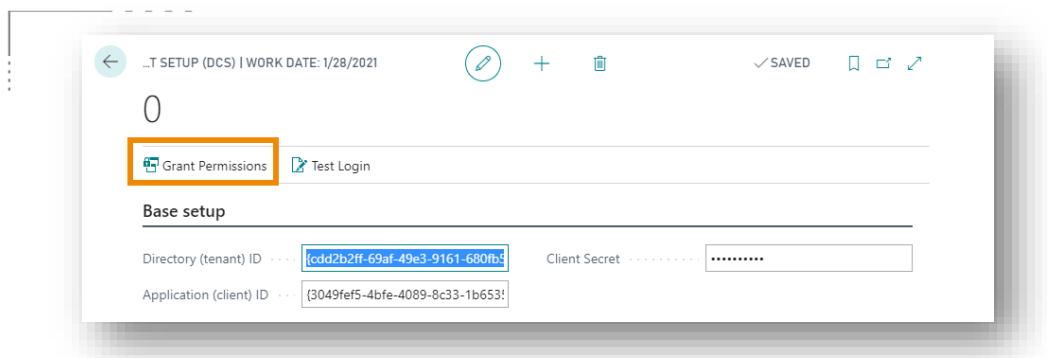 ...T SETUP (DCS) | WORK DATE: 1/28/2021
✓ SAVED
0
Grant Permissions
Test Login
Base setup
Directory (tenant) ID
{cdd2b2ff-69af-49e3-9161-680fb5
Client Secret
••••••••••
Application (client) ID
{3049fef5-4bfe-4089-8c33-1b653